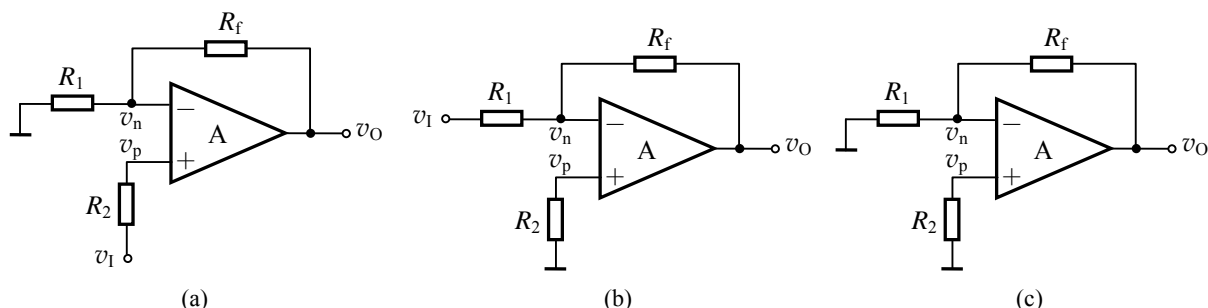 R_f
R_1
−
v_n
A
v_O
v_p
+
R_2
v_I
(a)
R_f
v_I
R_1
−
v_n
A
v_O
v_p
+
R_2
(b)
R_f
R_1
−
v_n
A
v_O
v_p
+
R_2
(c)